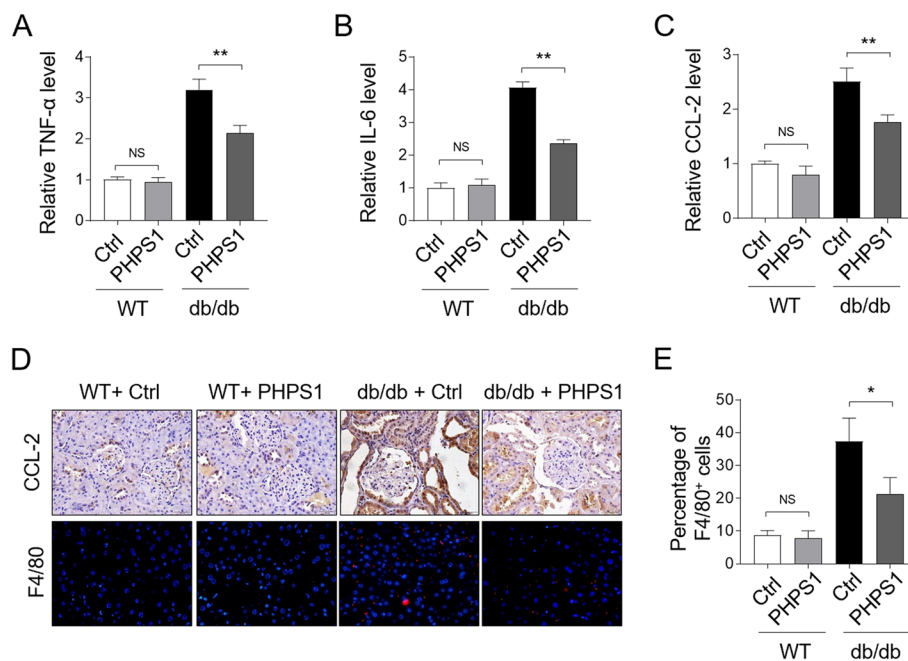 A
Relative TNF-α level
4
3
2
1
0
NS
**
Ctrl
PHPS1
Ctrl
PHPS1
WT
db/db
B
Relative IL-6 level
5
4
3
2
1
0
NS
**
Ctrl
PHPS1
Ctrl
PHPS1
WT
db/db
C
Relative CCL-2 level
3
2
1
0
NS
**
Ctrl
PHPS1
Ctrl
PHPS1
WT
db/db
D
WT+ Ctrl
WT+ PHPS1
db/db + Ctrl
db/db + PHPS1
CCL-2
F4/80
E
Percentage of
F4/80⁺ cells
50
40
30
20
10
0
NS
*
Ctrl
PHPS1
Ctrl
PHPS1
WT
db/db